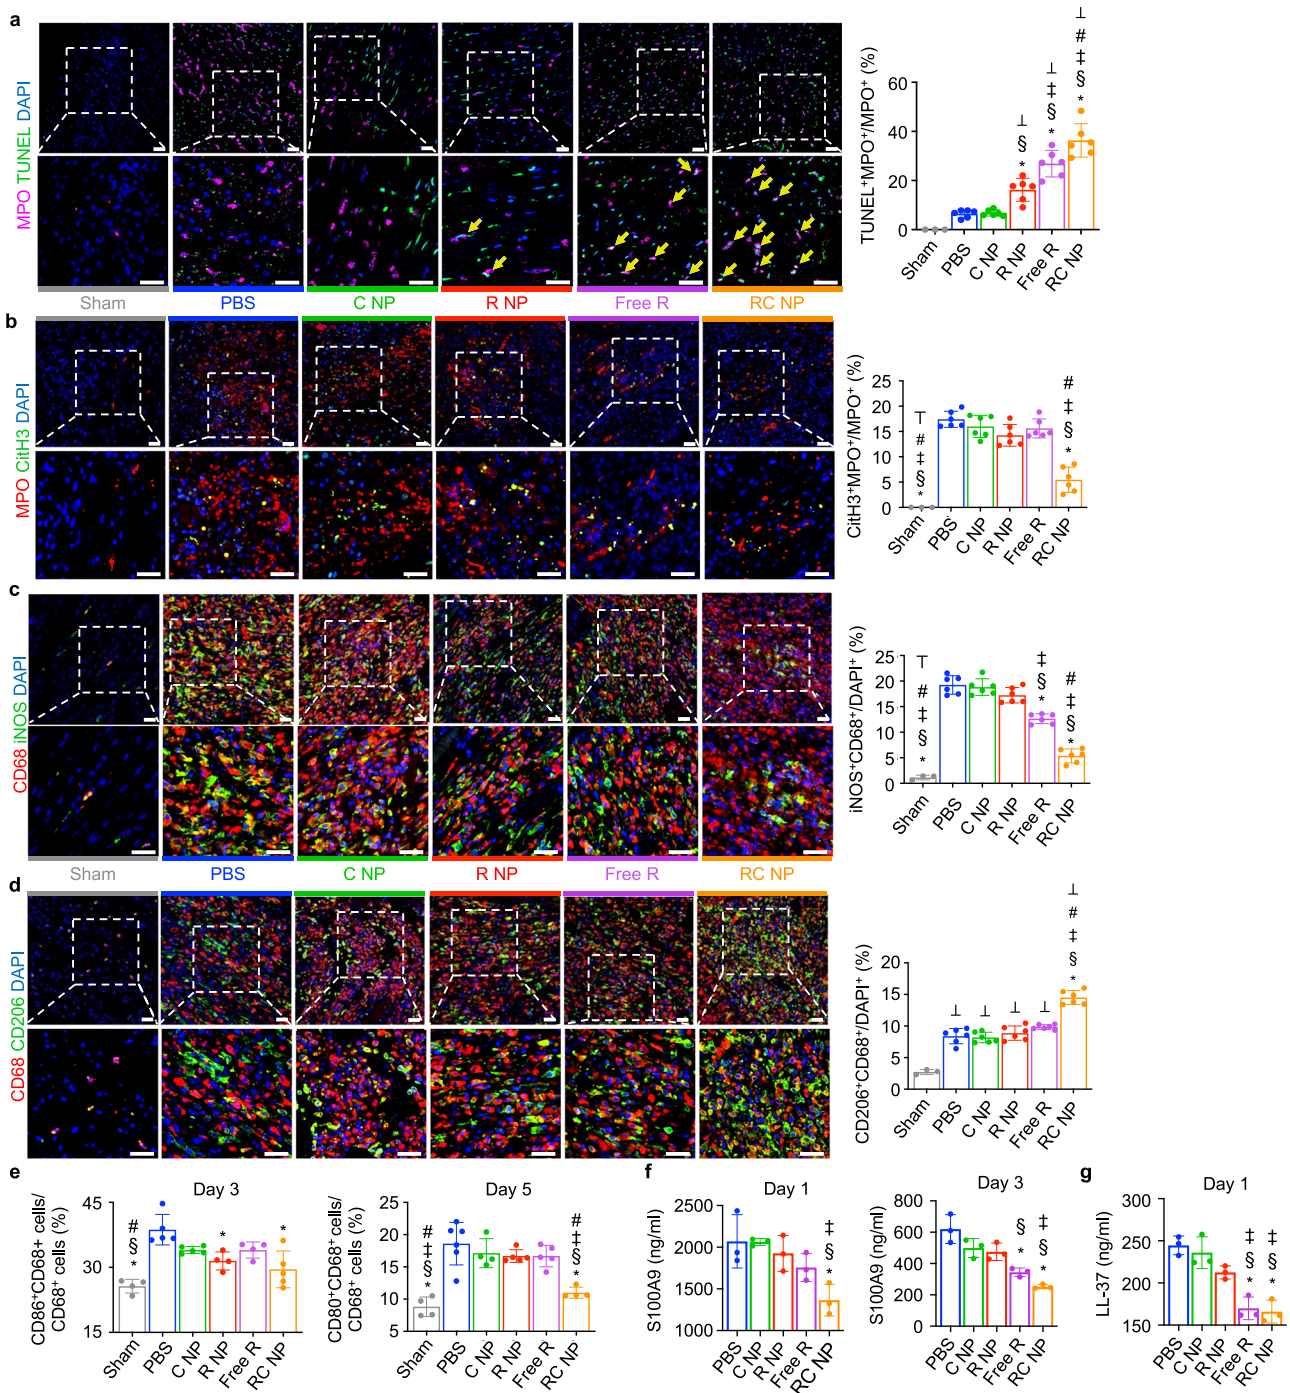 a
MPO TUNEL DAPI
Sham
PBS
C NP
R NP
Free R
RC NP
TUNEL⁺MPO⁺/MPO⁺ (%)
60
40
20
0
⊥
§
*
⊥
‡
§
*
⊥
#
‡
§
*
Sham
PBS
C NP
R NP
Free R
RC NP
b
MPO CitH3 DAPI
CitH3⁺MPO⁺/MPO⁺ (%)
25
20
15
10
5
0
⊤
#
‡
§
*
#
‡
§
*
Sham
PBS
C NP
R NP
Free R
RC NP
c
CD68 iNOS DAPI
Sham
PBS
C NP
R NP
Free R
RC NP
iNOS⁺CD68⁺/DAPI⁺ (%)
25
20
15
10
5
0
⊤
#
‡
§
*
‡
§
*
#
‡
§
*
Sham
PBS
C NP
R NP
Free R
RC NP
d
CD68 CD206 DAPI
CD206⁺CD68⁺/DAPI⁺ (%)
20
15
10
5
0
⊥
⊥
⊥
⊥
⊥
#
‡
§
*
Sham
PBS
C NP
R NP
Free R
RC NP
e
Day 3
CD86⁺CD68+ cells/
CD68⁺ cells (%)
45
30
15
#
§
*
*
*
Sham
PBS
C NP
R NP
Free R
RC NP
Day 5
CD80⁺CD68⁺ cells/
CD68⁺ cells (%)
25
20
15
10
5
#
‡
§
*
#
‡
§
*
Sham
PBS
C NP
R NP
Free R
RC NP
f
Day 1
S100A9 (ng/ml)
2500
2000
1500
1000
‡
§
*
PBS
C NP
R NP
Free R
RC NP
Day 3
S100A9 (ng/ml)
800
600
400
200
0
§
*
‡
§
*
PBS
C NP
R NP
Free R
RC NP
g
Day 1
LL-37 (ng/ml)
300
250
200
150
‡
§
*
‡
§
*
PBS
C NP
R NP
Free R
RC NP